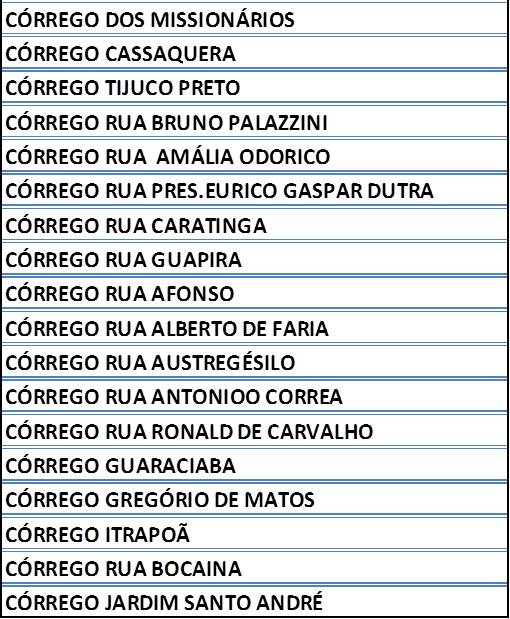 CÓRREGO DOS MISSIONÁRIOS
CÓRREGO CASSAQUERA
CÓRREGO TIJUCO PRETO
CÓRREGO RUA BRUNO PALAZZINI
CÓRREGO RUA  AMÁLIA ODORICO
CÓRREGO RUA PRES.EURICO GASPAR DUTRA
CÓRREGO RUA CARATINGA
CÓRREGO RUA GUAPIRA
CÓRREGO RUA AFONSO
CÓRREGO RUA ALBERTO DE FARIA
CÓRREGO RUA AUSTREGÉSILO
CÓRREGO RUA ANTONIOO CORREA
CÓRREGO RUA RONALD DE CARVALHO
CÓRREGO GUARACIABA
CÓRREGO GREGÓRIO DE MATOS
CÓRREGO ITRAPOÃ
CÓRREGO RUA BOCAINA
CÓRREGO JARDIM SANTO ANDRÉ